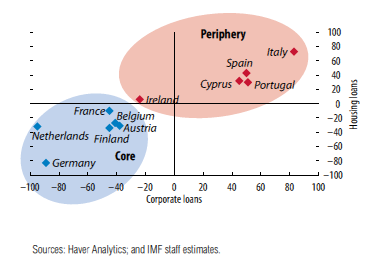 Periphery
100
80
60
40
20
0
−20
−40
−60
−80
−100
Housing loans
Italy
Spain
Cyprus
Portugal
Ireland
France
Belgium
Austria
Netherlands
Finland
Core
Germany
−100 −80 −60 −40 −20 0 20 40 60 80 100
Corporate loans
Sources: Haver Analytics; and IMF staff estimates.